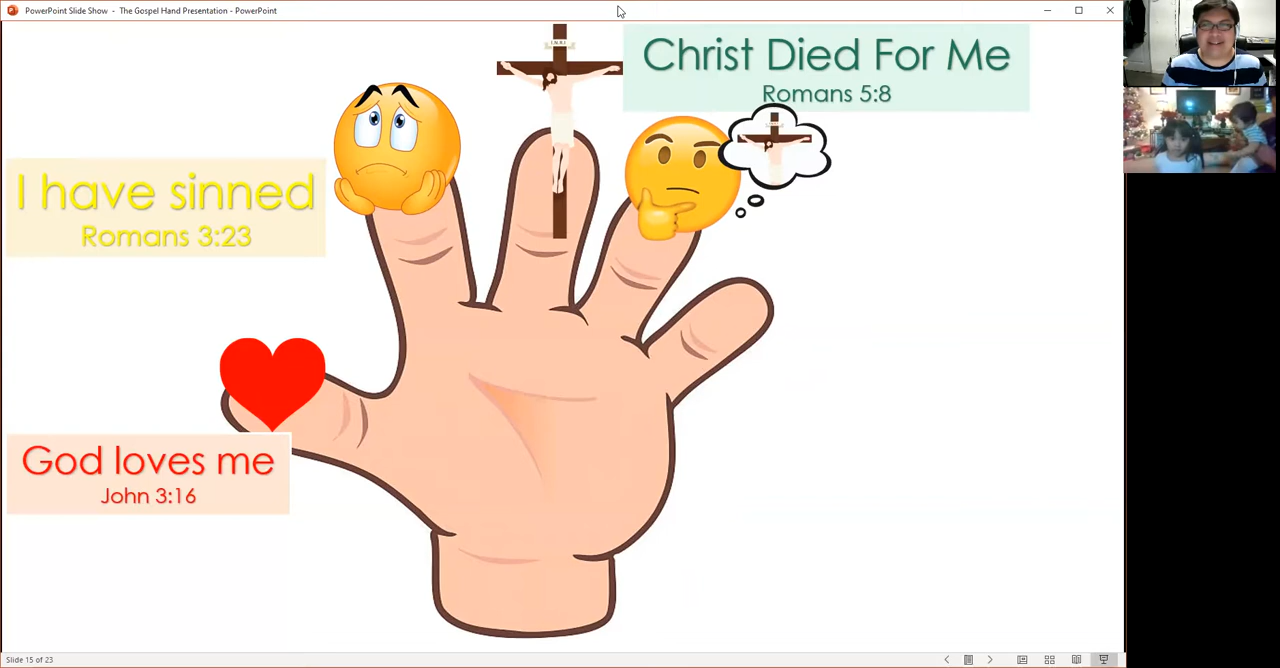 PowerPoint Slide Show - The Gospel Hand Presentation - PowerPoint
Christ Died For Me
Romans 5:8
I.N.R.I
I have sinned
Romans 3:23
God loves me
John 3:16
Slide 15 of 23